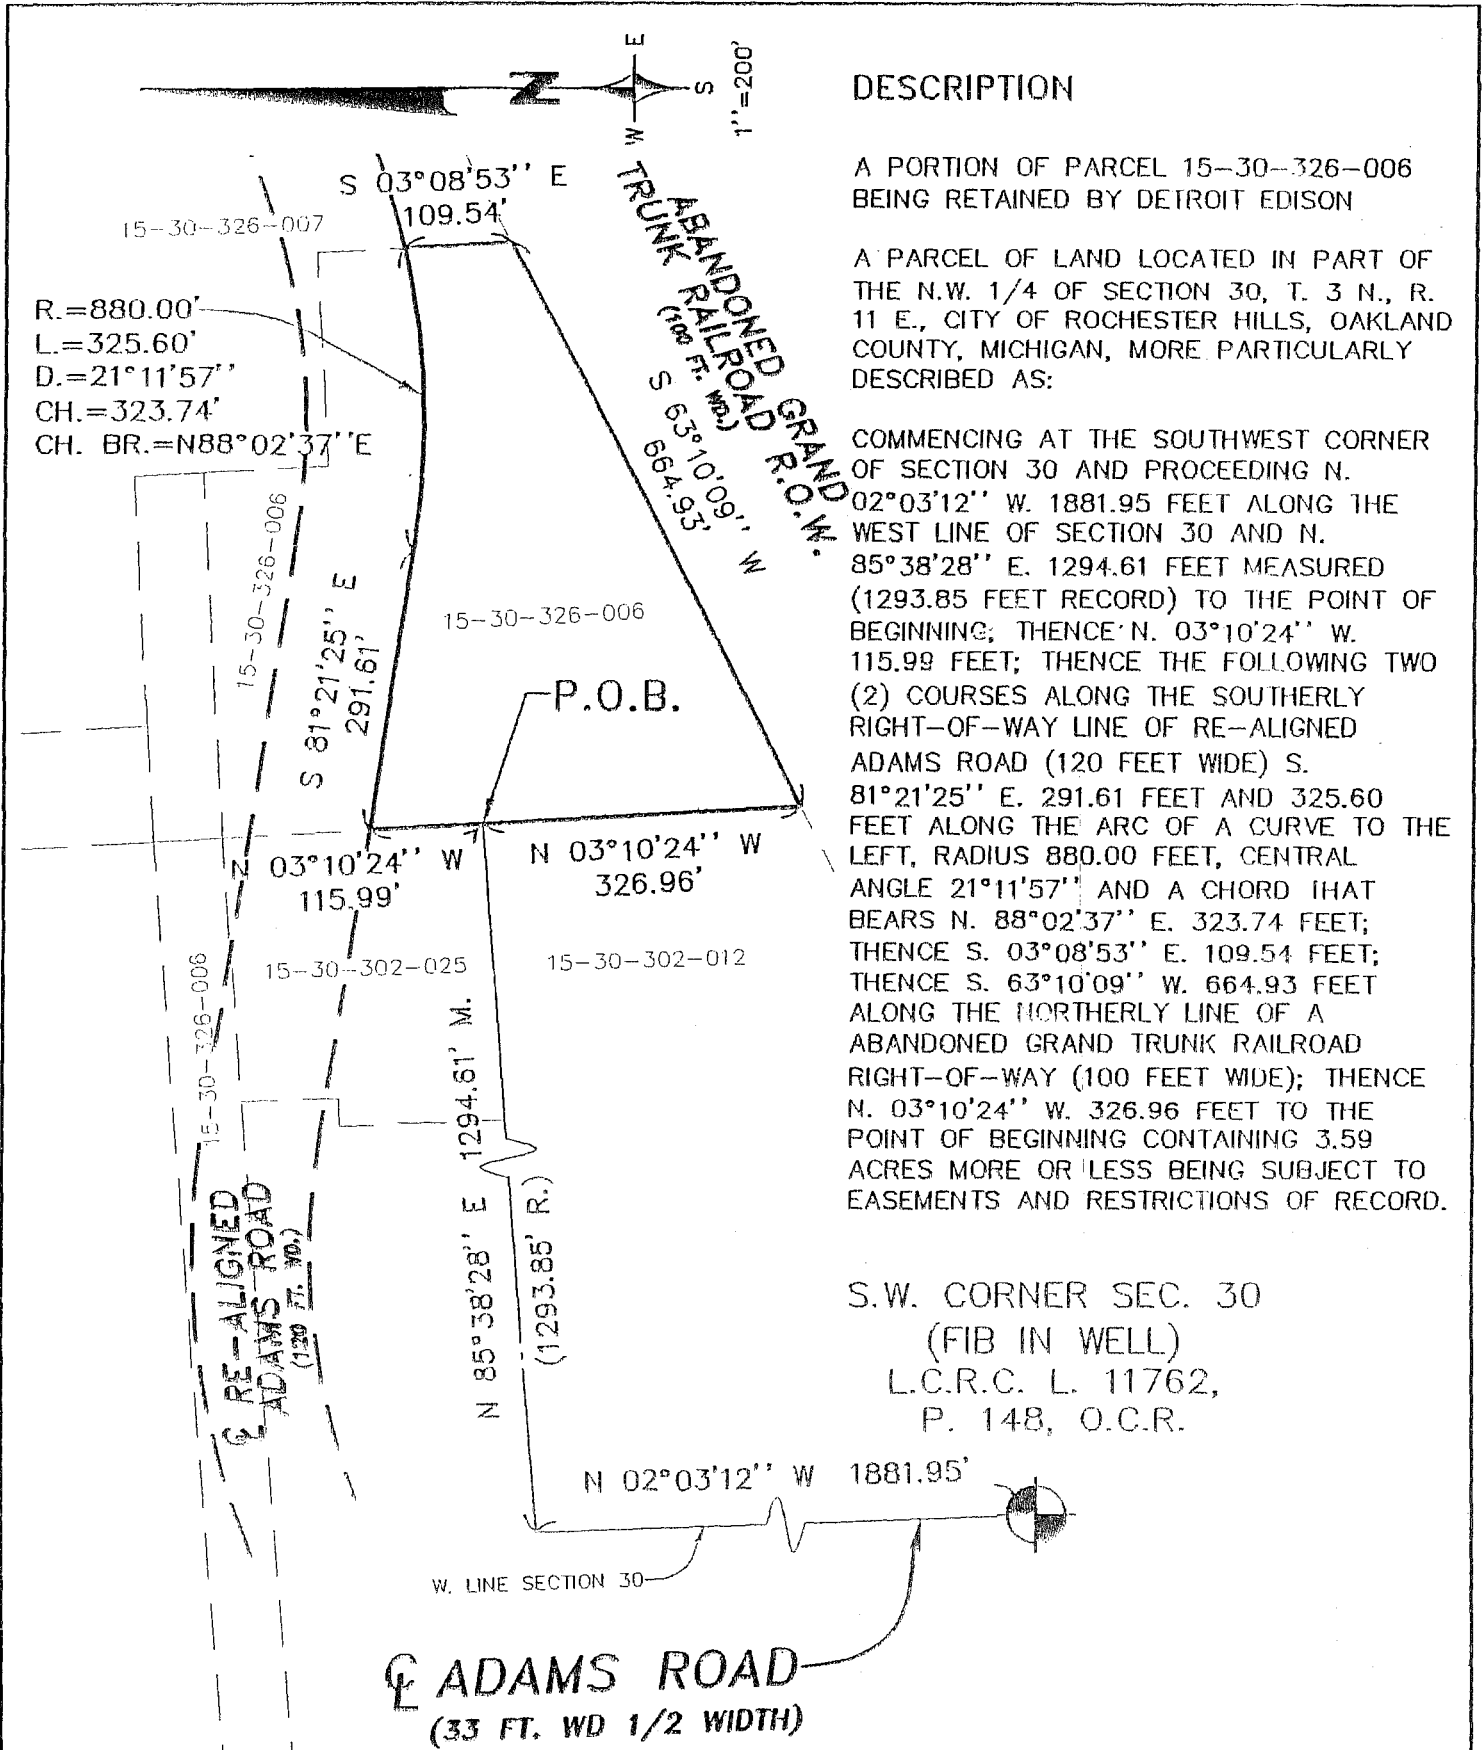 E
N
S
W
1''=200'
S 03°08'53'' E
109.54'
15-30-326-007
R.=880.00'
L.=325.60'
D.=21°11'57''
CH.=323.74'
CH. BR.=N88°02'37''E
ABANDONED GRAND
TRUNK RAILROAD R.O.W.
(100 FT. WD.)
S 63°10'09'' W
664.93'
15-30-326-006
S 81°21'25'' E
291.61'
15-30-326-006
P.O.B.
N 03°10'24'' W
115.99'
N 03°10'24'' W
326.96'
15-30-302-025
15-30-302-012
15-30-326-006
N 85°38'28'' E 1294.61' M.
(1293.85' R.)
℄ RE-ALIGNED
ADAMS ROAD
(120 FT. WD.)
N 02°03'12'' W 1881.95'
W. LINE SECTION 30
℄ ADAMS ROAD
(33 FT. WD 1/2 WIDTH)
DESCRIPTION
A PORTION OF PARCEL 15-30-326-006
BEING RETAINED BY DETROIT EDISON
A PARCEL OF LAND LOCATED IN PART OF
THE N.W. 1/4 OF SECTION 30, T. 3 N., R.
11 E., CITY OF ROCHESTER HILLS, OAKLAND
COUNTY, MICHIGAN, MORE PARTICULARLY
DESCRIBED AS:
COMMENCING AT THE SOUTHWEST CORNER
OF SECTION 30 AND PROCEEDING N.
02°03'12'' W. 1881.95 FEET ALONG THE
WEST LINE OF SECTION 30 AND N.
85°38'28'' E. 1294.61 FEET MEASURED
(1293.85 FEET RECORD) TO THE POINT OF
BEGINNING; THENCE N. 03°10'24'' W.
115.99 FEET; THENCE THE FOLLOWING TWO
(2) COURSES ALONG THE SOUTHERLY
RIGHT-OF-WAY LINE OF RE-ALIGNED
ADAMS ROAD (120 FEET WIDE) S.
81°21'25'' E. 291.61 FEET AND 325.60
FEET ALONG THE ARC OF A CURVE TO THE
LEFT, RADIUS 880.00 FEET, CENTRAL
ANGLE 21°11'57'' AND A CHORD THAT
BEARS N. 88°02'37'' E. 323.74 FEET;
THENCE S. 03°08'53'' E. 109.54 FEET;
THENCE S. 63°10'09'' W. 664.93 FEET
ALONG THE NORTHERLY LINE OF A
ABANDONED GRAND TRUNK RAILROAD
RIGHT-OF-WAY (100 FEET WIDE); THENCE
N. 03°10'24'' W. 326.96 FEET TO THE
POINT OF BEGINNING CONTAINING 3.59
ACRES MORE OR LESS BEING SUBJECT TO
EASEMENTS AND RESTRICTIONS OF RECORD.
S.W. CORNER SEC. 30
(FIB IN WELL)
L.C.R.C. L. 11762,
P. 148, O.C.R.